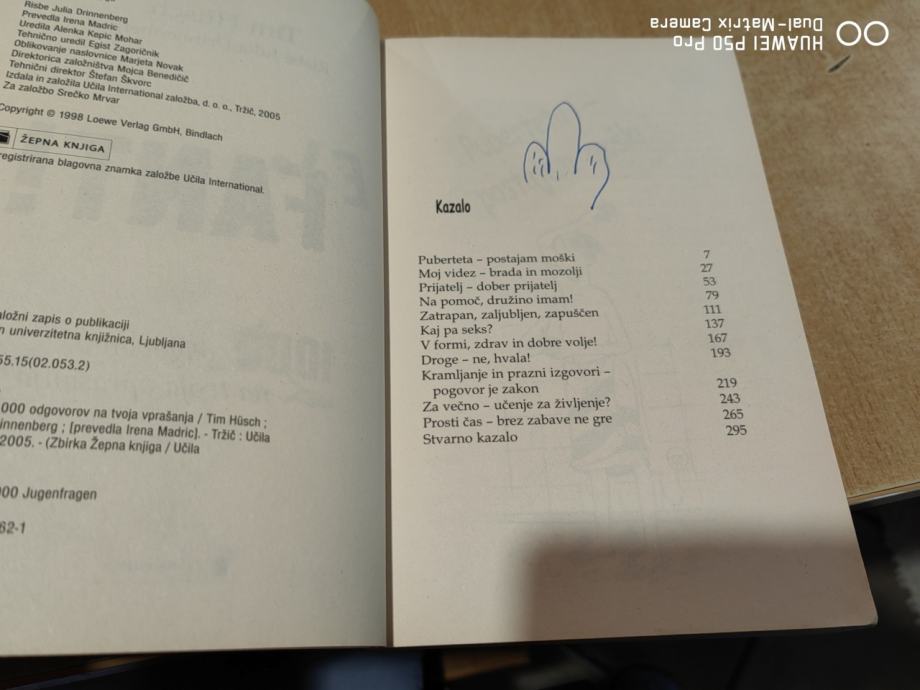 Risbe Julia Drinnenberg
Prevedla Irena Madric
Uredila Alenka Kepic Mohar
Tehnično uredil Egist Zagoričnik
Oblikovanje naslovnice Marjeta Novak
Direktorica založništva Mojca Benedičič
Tehnični direktor Štefan Škvorc
Izdala in založila Učila International založba, d. o. o., Tržič, 2005
Za založbo Srečko Mrvar
Copyright © 1998 Loewe Verlag GmbH, Bindlach
ŽEPNA KNJIGA
registrirana blagovna znamka založbe Učila International.
aložni zapis o publikaciji
n univerzitetna knjižnica, Ljubljana
55.15(02.053.2)
000 odgovorov na tvoja vprašanja / Tim Hüsch ;
innenberg ; [prevedla Irena Madric]. - Tržič : Učila
2005. - (Zbirka Žepna knjiga / Učila
00 Jugenfragen
62-1
Kazalo
Puberteta – postajam moški 7
Moj videz – brada in mozolji 27
Prijatelj – dober prijatelj 53
Na pomoč, družino imam! 79
Zatrapan, zaljubljen, zapuščen 111
Kaj pa seks? 137
V formi, zdrav in dobre volje! 167
Droge – ne, hvala! 193
Kramljanje in prazni izgovori –
pogovor je zakon 219
Za večno – učenje za življenje? 243
Prosti čas – brez zabave ne gre 265
Stvarno kazalo 295
HUAWEI P50 Pro
Dual-Matrix Camera